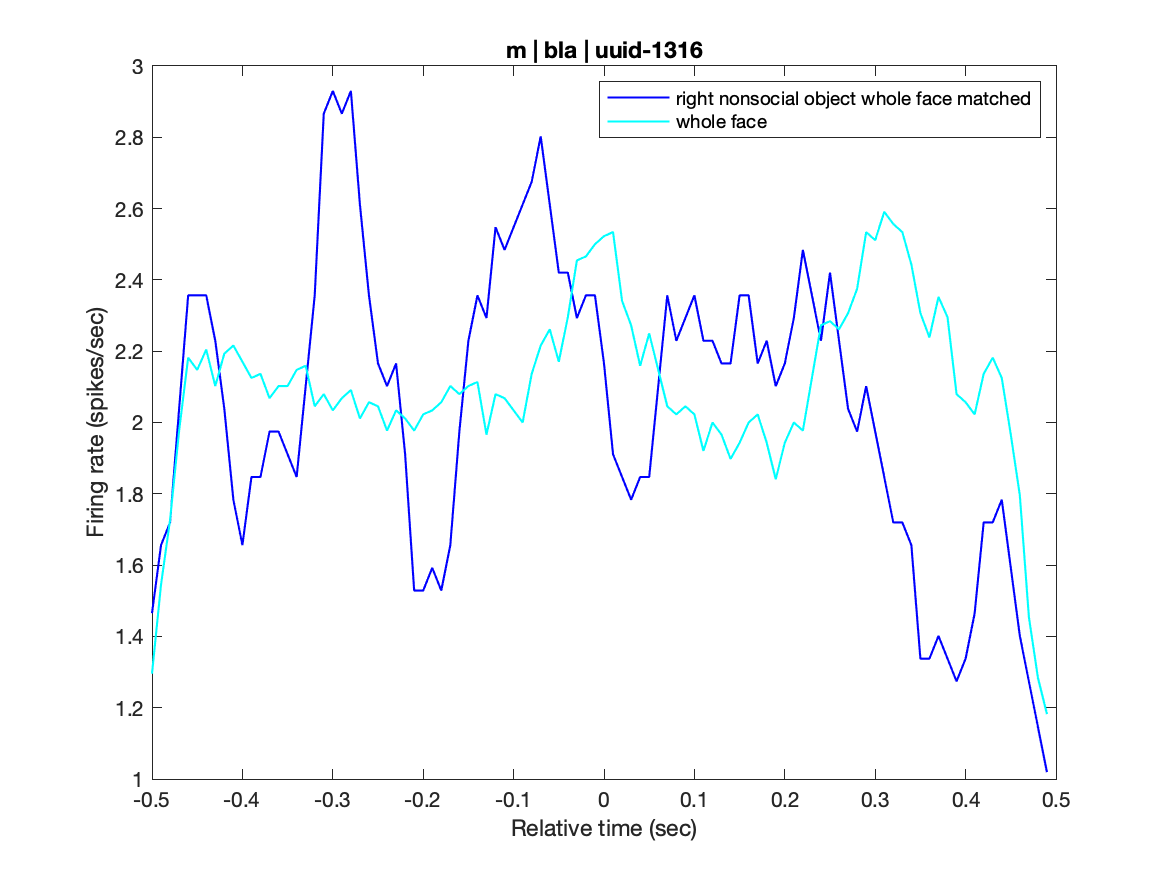 m | bla | uuid-1316
right nonsocial object whole face matched
whole face
3
2.8
2.6
2.4
2.2
2
1.8
1.6
1.4
1.2
1
Firing rate (spikes/sec)
-0.5 -0.4 -0.3 -0.2 -0.1 0 0.1 0.2 0.3 0.4 0.5
Relative time (sec)